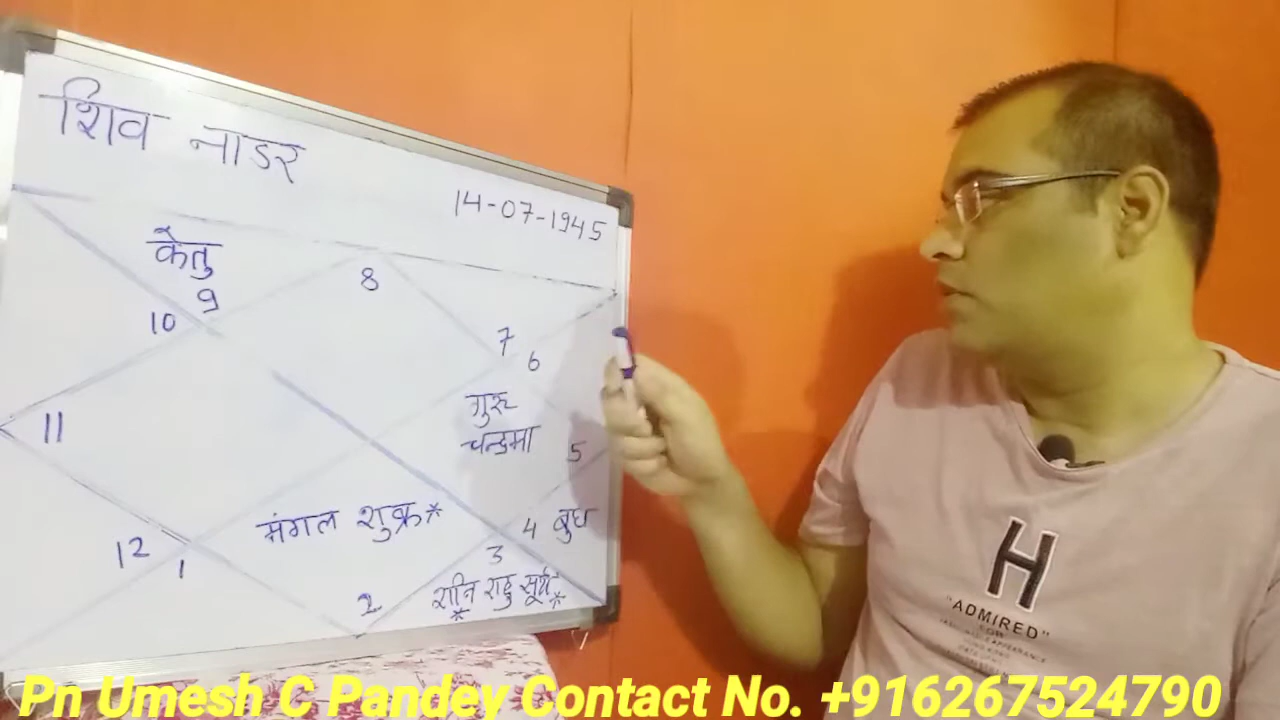 शिव नाडर
14-07-1945
केतु
8
9
10
7
6
गुरू
चन्द्रमा
11
5
मंगल शुक्र*
4 बुध
12
1
3
2
शनि राहु सूर्य
* *
H
"ADMIRED"
FOR
Pn Umesh C Pandey Contact No. +916267524790